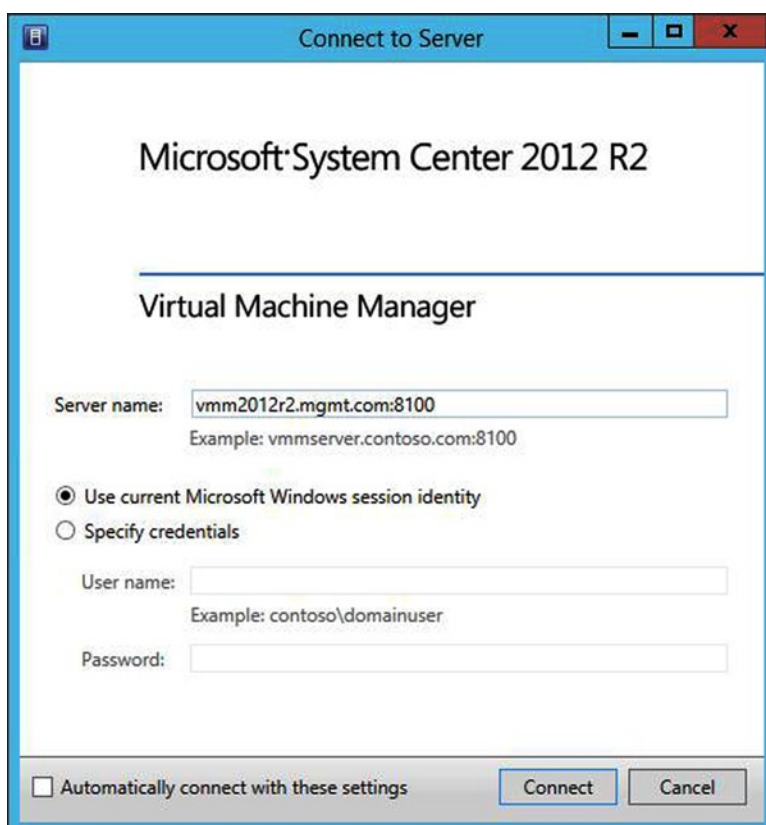 Connect to Server
Microsoft System Center 2012 R2
Virtual Machine Manager
Server name: vmm2012r2.mgmt.com:8100
Example: vmmserver.contoso.com:8100
Use current Microsoft Windows session identity
Specify credentials
User name:
Example: contoso\domainuser
Password:
Automatically connect with these settings Connect Cancel